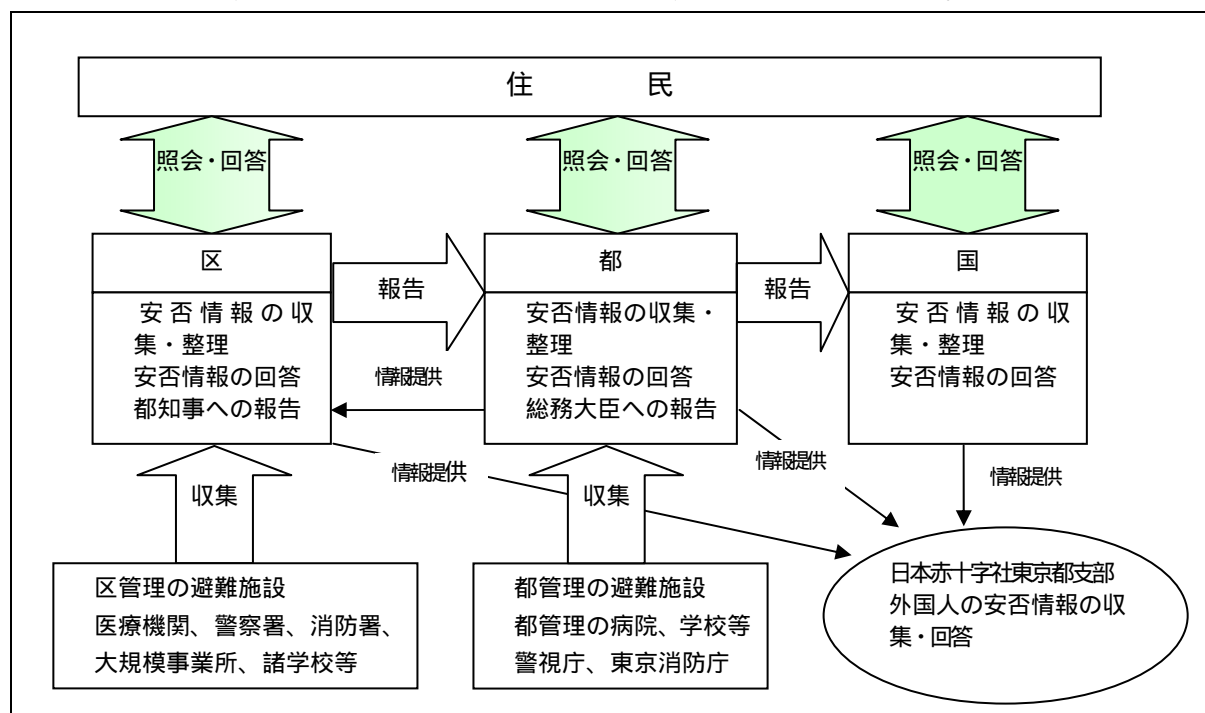 住　　　　民
照会・回答
照会・回答
照会・回答
区
都
国
報告
報告
安否情報の収
集・整理
安否情報の回答
都知事への報告
安否情報の収集・
整理
安否情報の回答
総務大臣への報告
安否情報の収
集・整理
安否情報の回答
情報提供
情報提供
情報提供
情報提供
収集
収集
区管理の避難施設
医療機関、警察署、消防署、
大規模事業所、諸学校等
都管理の避難施設
都管理の病院、学校等
警視庁、東京消防庁
日本赤十字社東京都支部
外国人の安否情報の収
集・回答